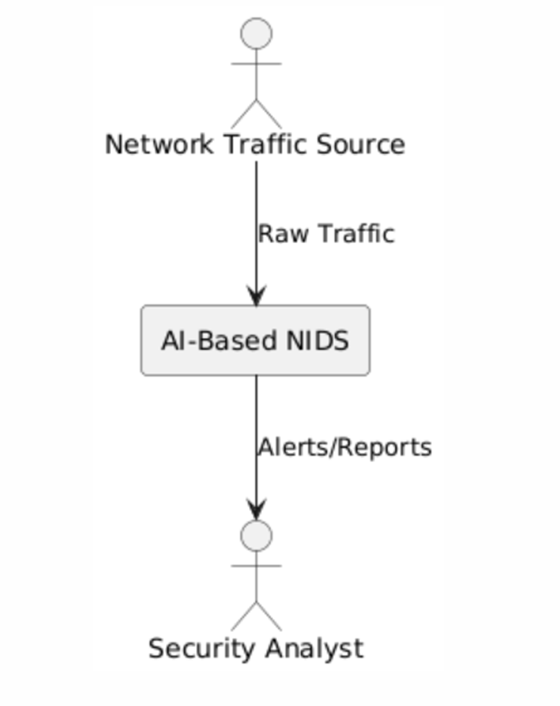 Network Traffic Source
Raw Traffic
AI-Based NIDS
Alerts/Reports
Security Analyst